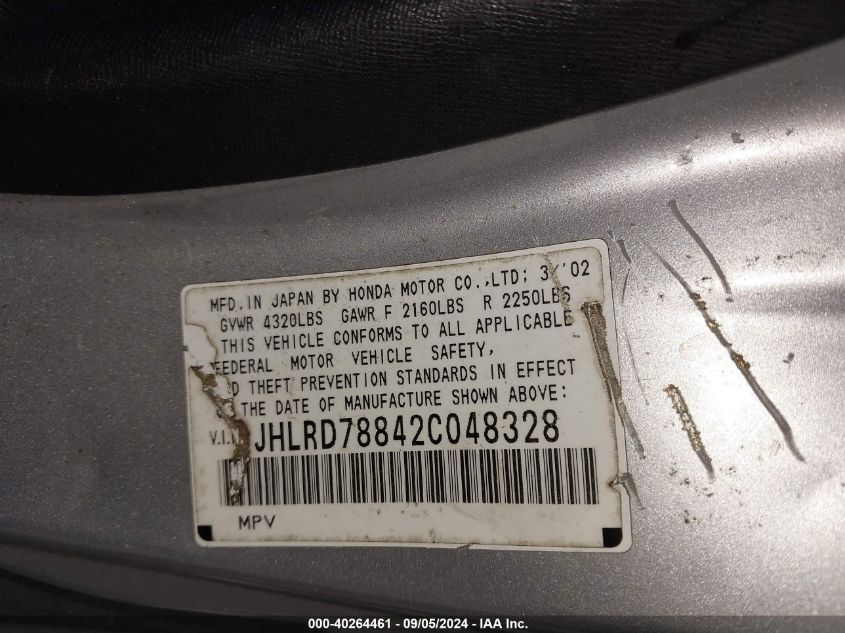 MFD. IN JAPAN BY HONDA MOTOR CO.,LTD; 3/'02
GVWR 4320LBS GAWR F 2160LBS R 2250LBS
THIS VEHICLE CONFORMS TO ALL APPLICABLE
FEDERAL MOTOR VEHICLE SAFETY,
THEFT PREVENTION STANDARDS IN EFFECT
THE DATE OF MANUFACTURE SHOWN ABOVE:
V.I.N JHLRD78842C048328
MPV
000-40264461 - 09/05/2024 - IAA Inc.